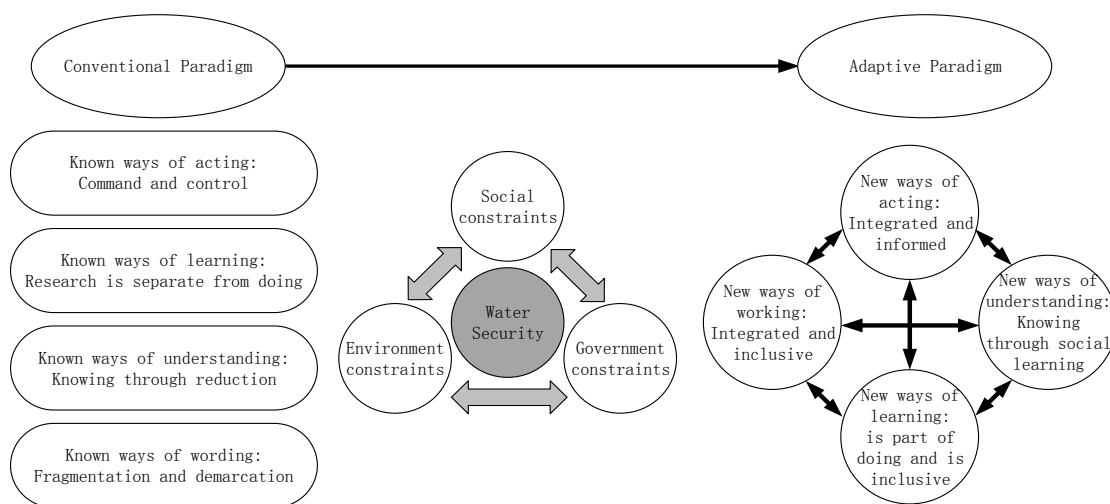 Conventional Paradigm
Adaptive Paradigm
Known ways of acting:
Command and control
Known ways of learning:
Research is separate from doing
Known ways of understanding:
Knowing through reduction
Known ways of wording:
Fragmentation and demarcation
Social
constraints
Water
Security
Environment
constraints
Government
constraints
New ways of
acting:
Integrated and
informed
New ways of
working:
Integrated and
inclusive
New ways of
understanding:
Knowing
through social
learning
New ways of
learning:
is part of
doing and is
inclusive